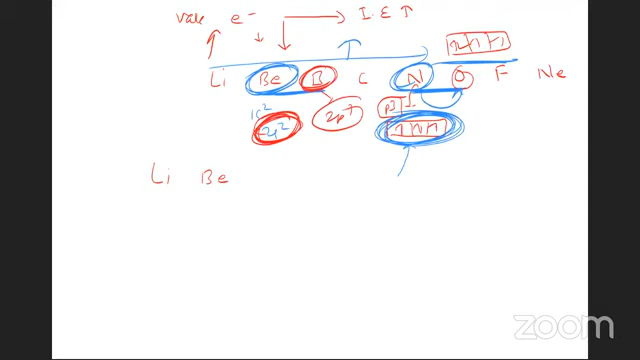 vale e⁻ I.E ↑
Li Be B C N O F Ne
1s²
2s² 2p¹
Li Be
zoom